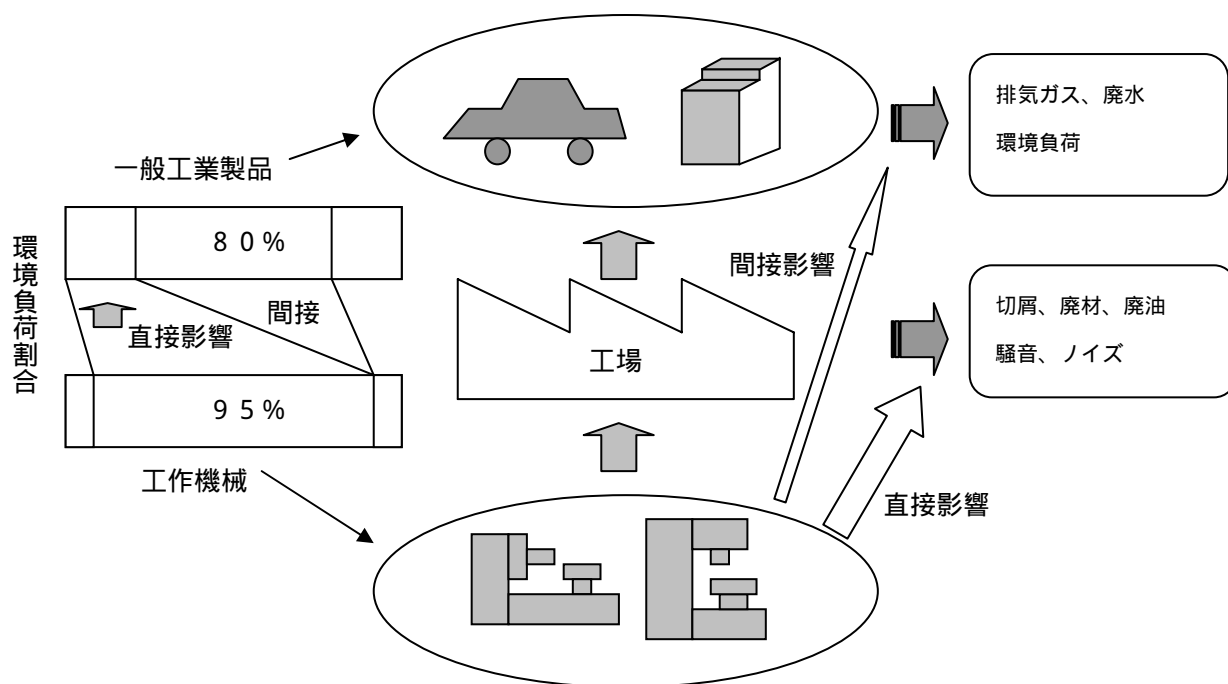 排気ガス、廃水
環境負荷
一般工業製品
環境負荷割合
80%
間接影響
間接
直接影響
切屑、廃材、廃油
騒音、ノイズ
工場
95%
工作機械
直接影響